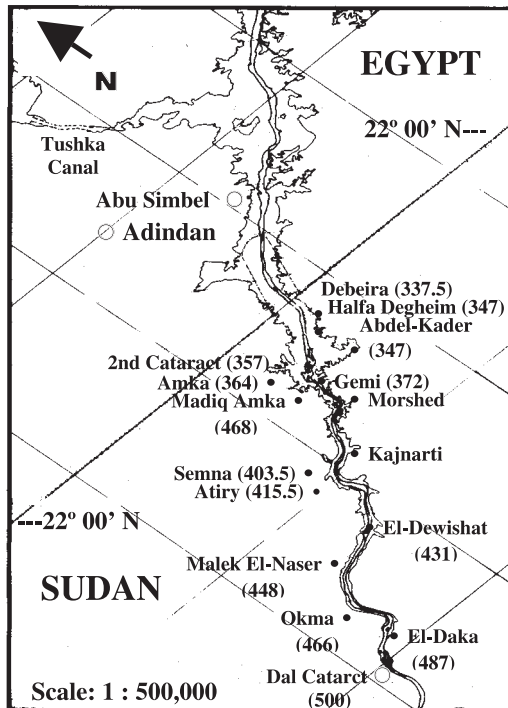 N
EGYPT
22º 00' N---
Tushka
Canal
Abu Simbel
Adindan
Debeira (337.5)
Halfa Degheim (347)
Abdel-Kader
(347)
2nd Cataract (357)
Amka (364)
Gemi (372)
Madiq Amka
(468)
Morshed
Kajnarti
Semna (403.5)
Atiry (415.5)
---22º 00' N
El-Dewishat
(431)
Malek El-Naser
(448)
SUDAN
Okma
(466)
El-Daka
(487)
Dal Catarct
(500)
Scale: 1 : 500,000